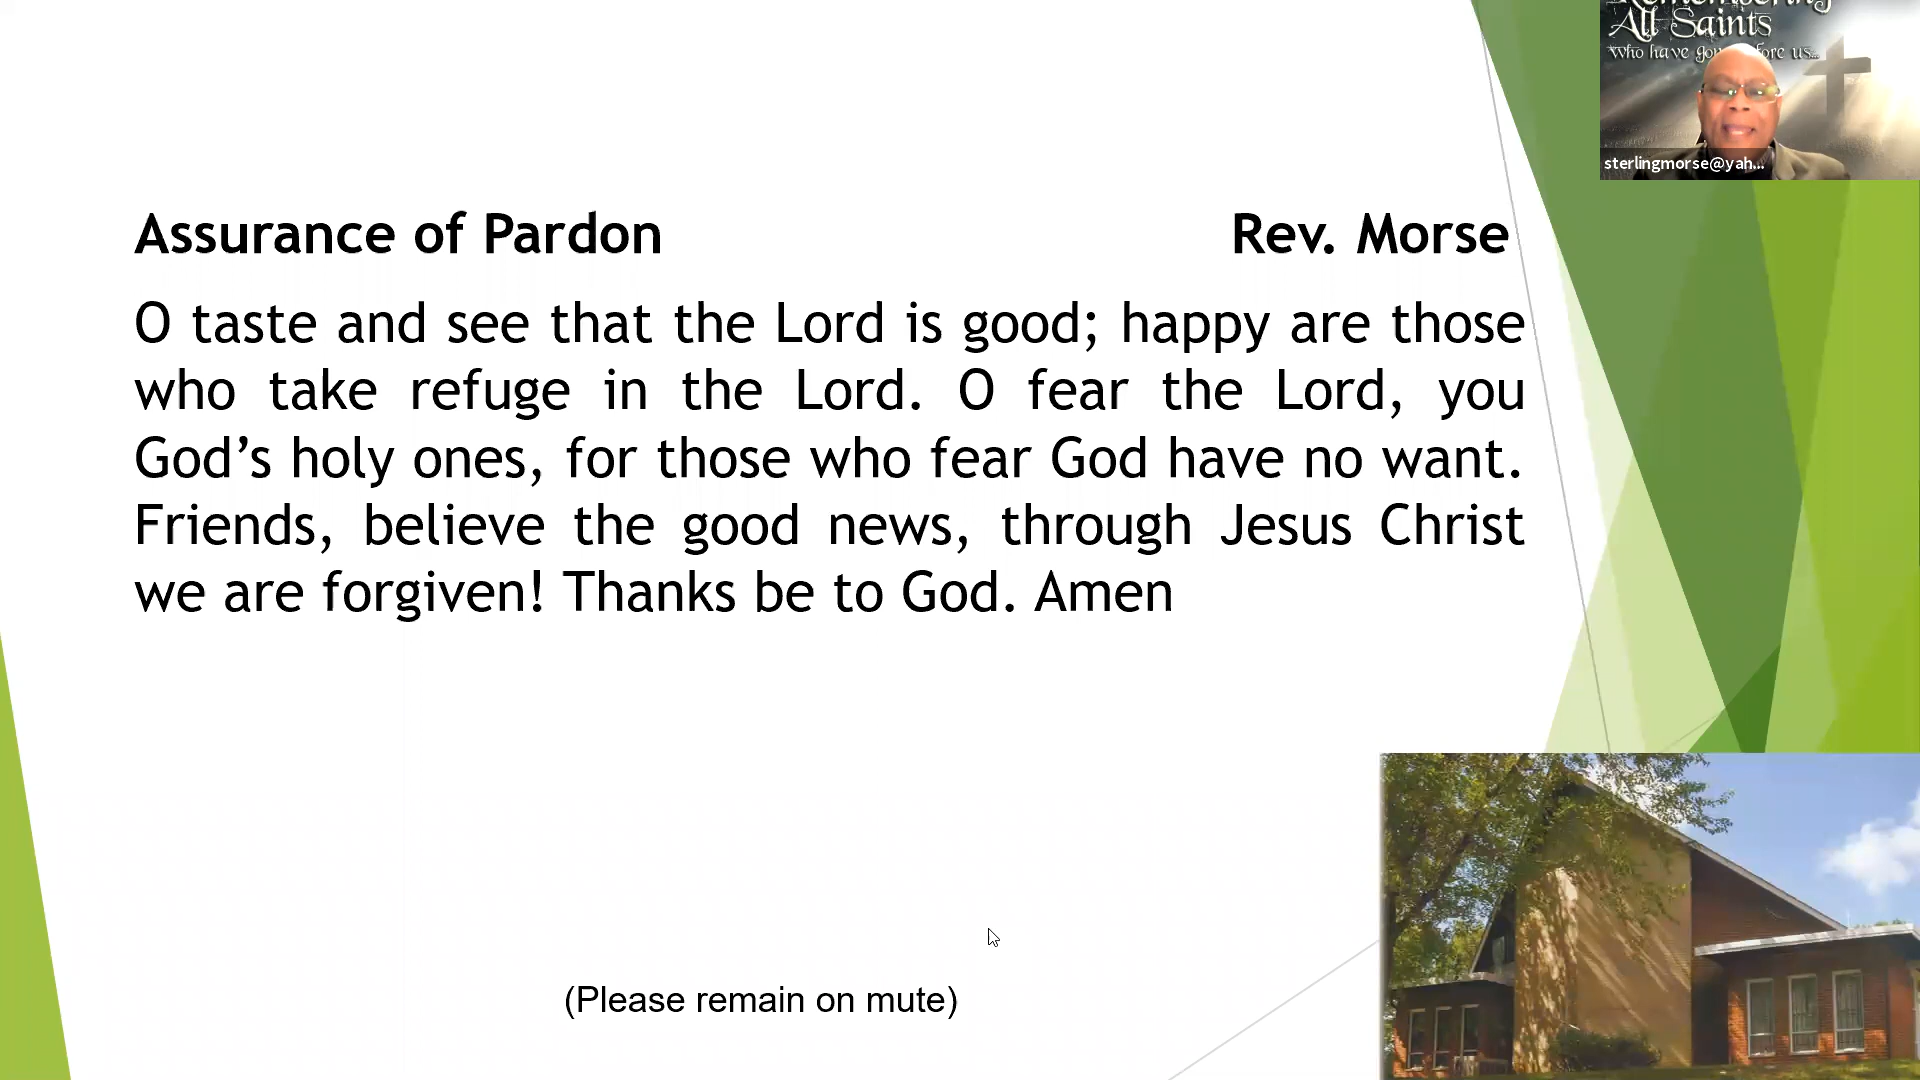 Remembering
All Saints
Who have gone before us...
sterlingmorse@yah...
Assurance of Pardon Rev. Morse
O taste and see that the Lord is good; happy are those
who take refuge in the Lord. O fear the Lord, you
God’s holy ones, for those who fear God have no want.
Friends, believe the good news, through Jesus Christ
we are forgiven! Thanks be to God. Amen
(Please remain on mute)